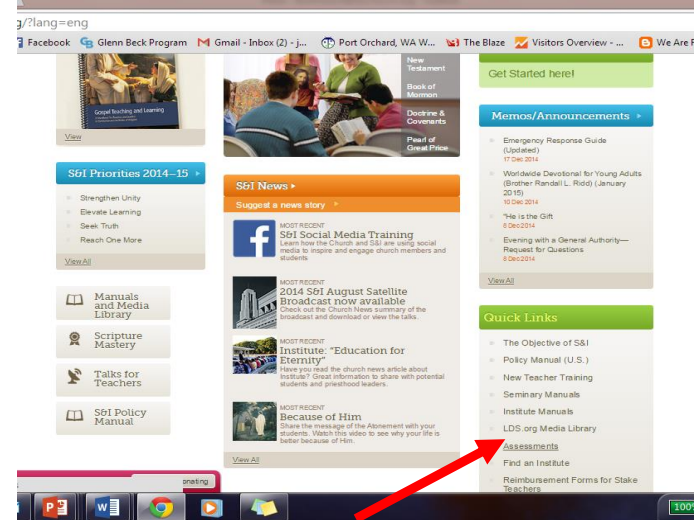 g/?lang=eng
Facebook
Glenn Beck Program
Gmail - Inbox (2) - j...
Port Orchard, WA W...
The Blaze
Visitors Overview - ...
We Are
Gospel Teaching and Learning
View
S&I Priorities 2014–15
Strengthen Unity
Elevate Learning
Seek Truth
Reach One More
View All
Manuals
and Media
Library
Scripture
Mastery
Talks for
Teachers
S&I Policy
Manual
New
Testament
Book of
Mormon
Doctrine &
Covenants
Pearl of
Great Price
S&I News
Suggest a news story
MOST RECENT
S&I Social Media Training
Learn how the Church and S&I are using social
media to inspire and engage church members and
students
MOST RECENT
2014 S&I August Satellite
Broadcast now available
Check out the Church News summary of the
broadcast and download or view the talks.
MOST RECENT
Institute: "Education for
Eternity"
Have you read the church news article about
Institute? Great information to share with potential
students and priesthood leaders.
MOST RECENT
Because of Him
Share the message of the Atonement with your
students. Watch this video to see why your life is
better because of Him.
View All
Get Started here!
Memos/Announcements
Emergency Response Guide
(Updated)
17 Dec 2014
Worldwide Devotional for Young Adults
(Brother Randall L. Ridd) (January
2015)
10 Dec 2014
"He is the Gift
8 Dec 2014
Evening with a General Authority—
Request for Questions
8 Dec 2014
View All
Quick Links
The Objective of S&I
Policy Manual (U.S.)
New Teacher Training
Seminary Manuals
Institute Manuals
LDS.org Media Library
Assessments
Find an Institute
Reimbursement Forms for Stake
Teachers
onating
100%